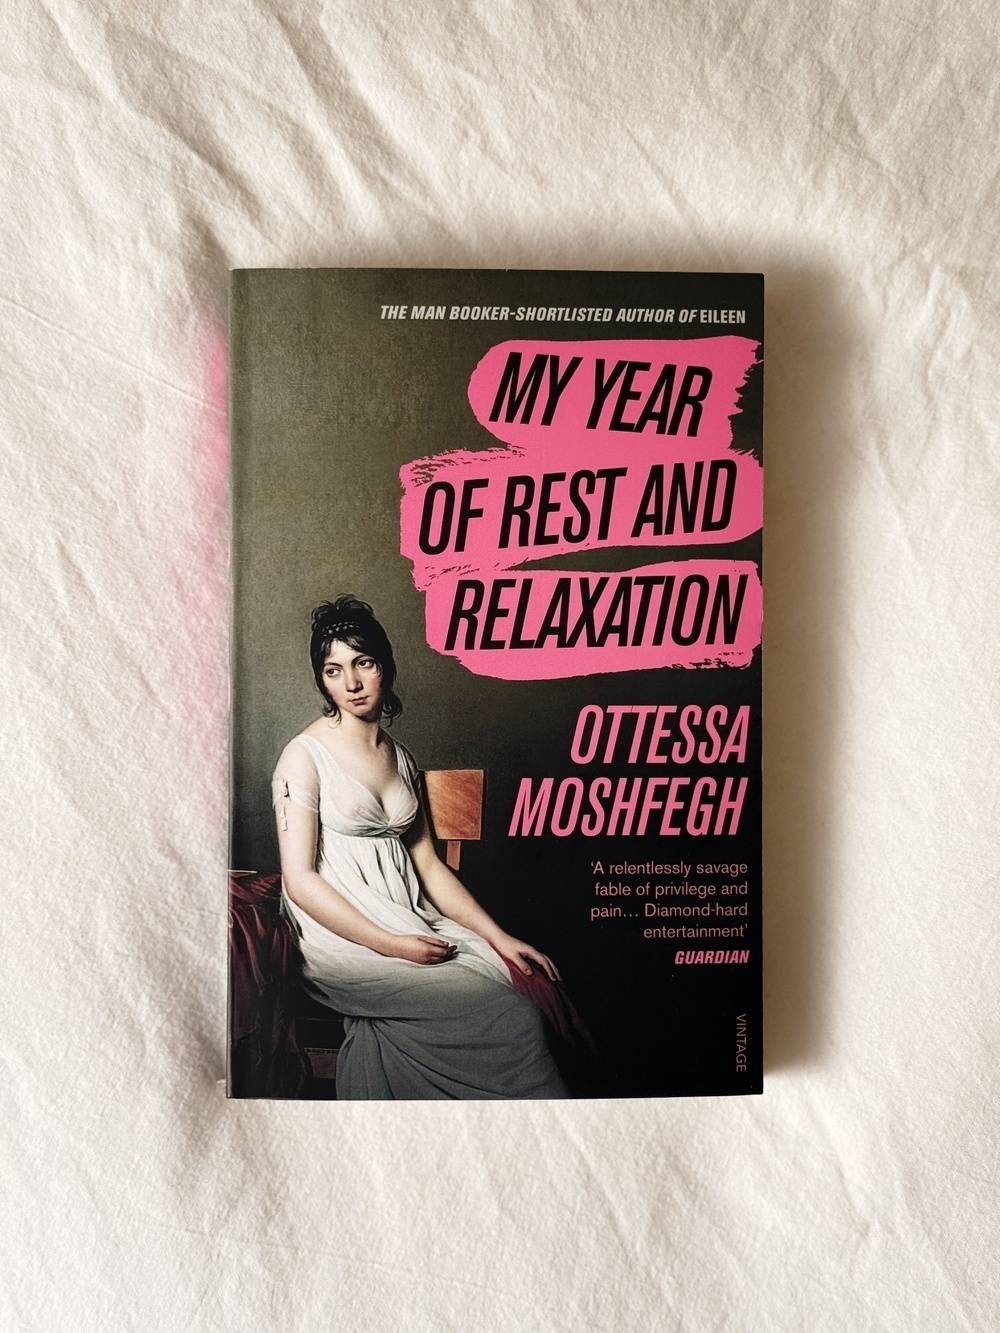 THE MAN BOOKER-SHORTLISTED AUTHOR OF EILEEN
MY YEAR
OF REST AND
RELAXATION
OTTESSA
MOSHFEGH
‘A relentlessly savage
fable of privilege and
pain… Diamond-hard
entertainment’
GUARDIAN
VINTAGE